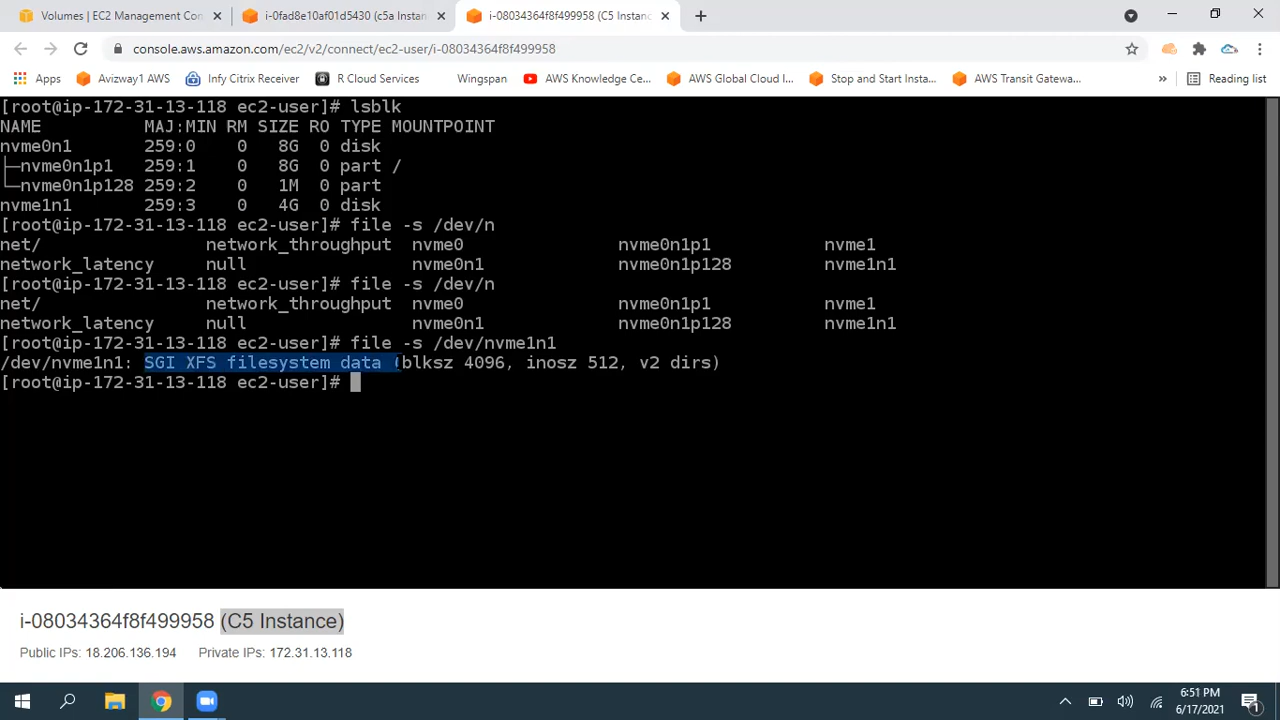 Volumes | EC2 Management Con
i-0fad8e10af01d5430 (c5a Instan
i-08034364f8f499958 (C5 Instanc
console.aws.amazon.com/ec2/v2/connect/ec2-user/i-08034364f8f499958
Apps
Avizway1 AWS
Infy Citrix Receiver
R Cloud Services
Wingspan
AWS Knowledge Ce...
AWS Global Cloud I...
Stop and Start Insta...
AWS Transit Gatewa...
»
Reading list
[root@ip-172-31-13-118 ec2-user]# lsblk
NAME          MAJ:MIN RM  SIZE RO TYPE MOUNTPOINT
nvme0n1       259:0    0    8G  0 disk
├─nvme0n1p1   259:1    0    8G  0 part /
└─nvme0n1p128 259:2    0    1M  0 part
nvme1n1       259:3    0    4G  0 disk
[root@ip-172-31-13-118 ec2-user]# file -s /dev/n
net/                network_throughput  nvme0               nvme0n1p1           nvme1
network_latency     null                nvme0n1             nvme0n1p128         nvme1n1
[root@ip-172-31-13-118 ec2-user]# file -s /dev/n
net/                network_throughput  nvme0               nvme0n1p1           nvme1
network_latency     null                nvme0n1             nvme0n1p128         nvme1n1
[root@ip-172-31-13-118 ec2-user]# file -s /dev/nvme1n1
/dev/nvme1n1: SGI XFS filesystem data (blksz 4096, inosz 512, v2 dirs)
[root@ip-172-31-13-118 ec2-user]#
i-08034364f8f499958 (C5 Instance)
Public IPs: 18.206.136.194 Private IPs: 172.31.13.118
6:51 PM
6/17/2021
1